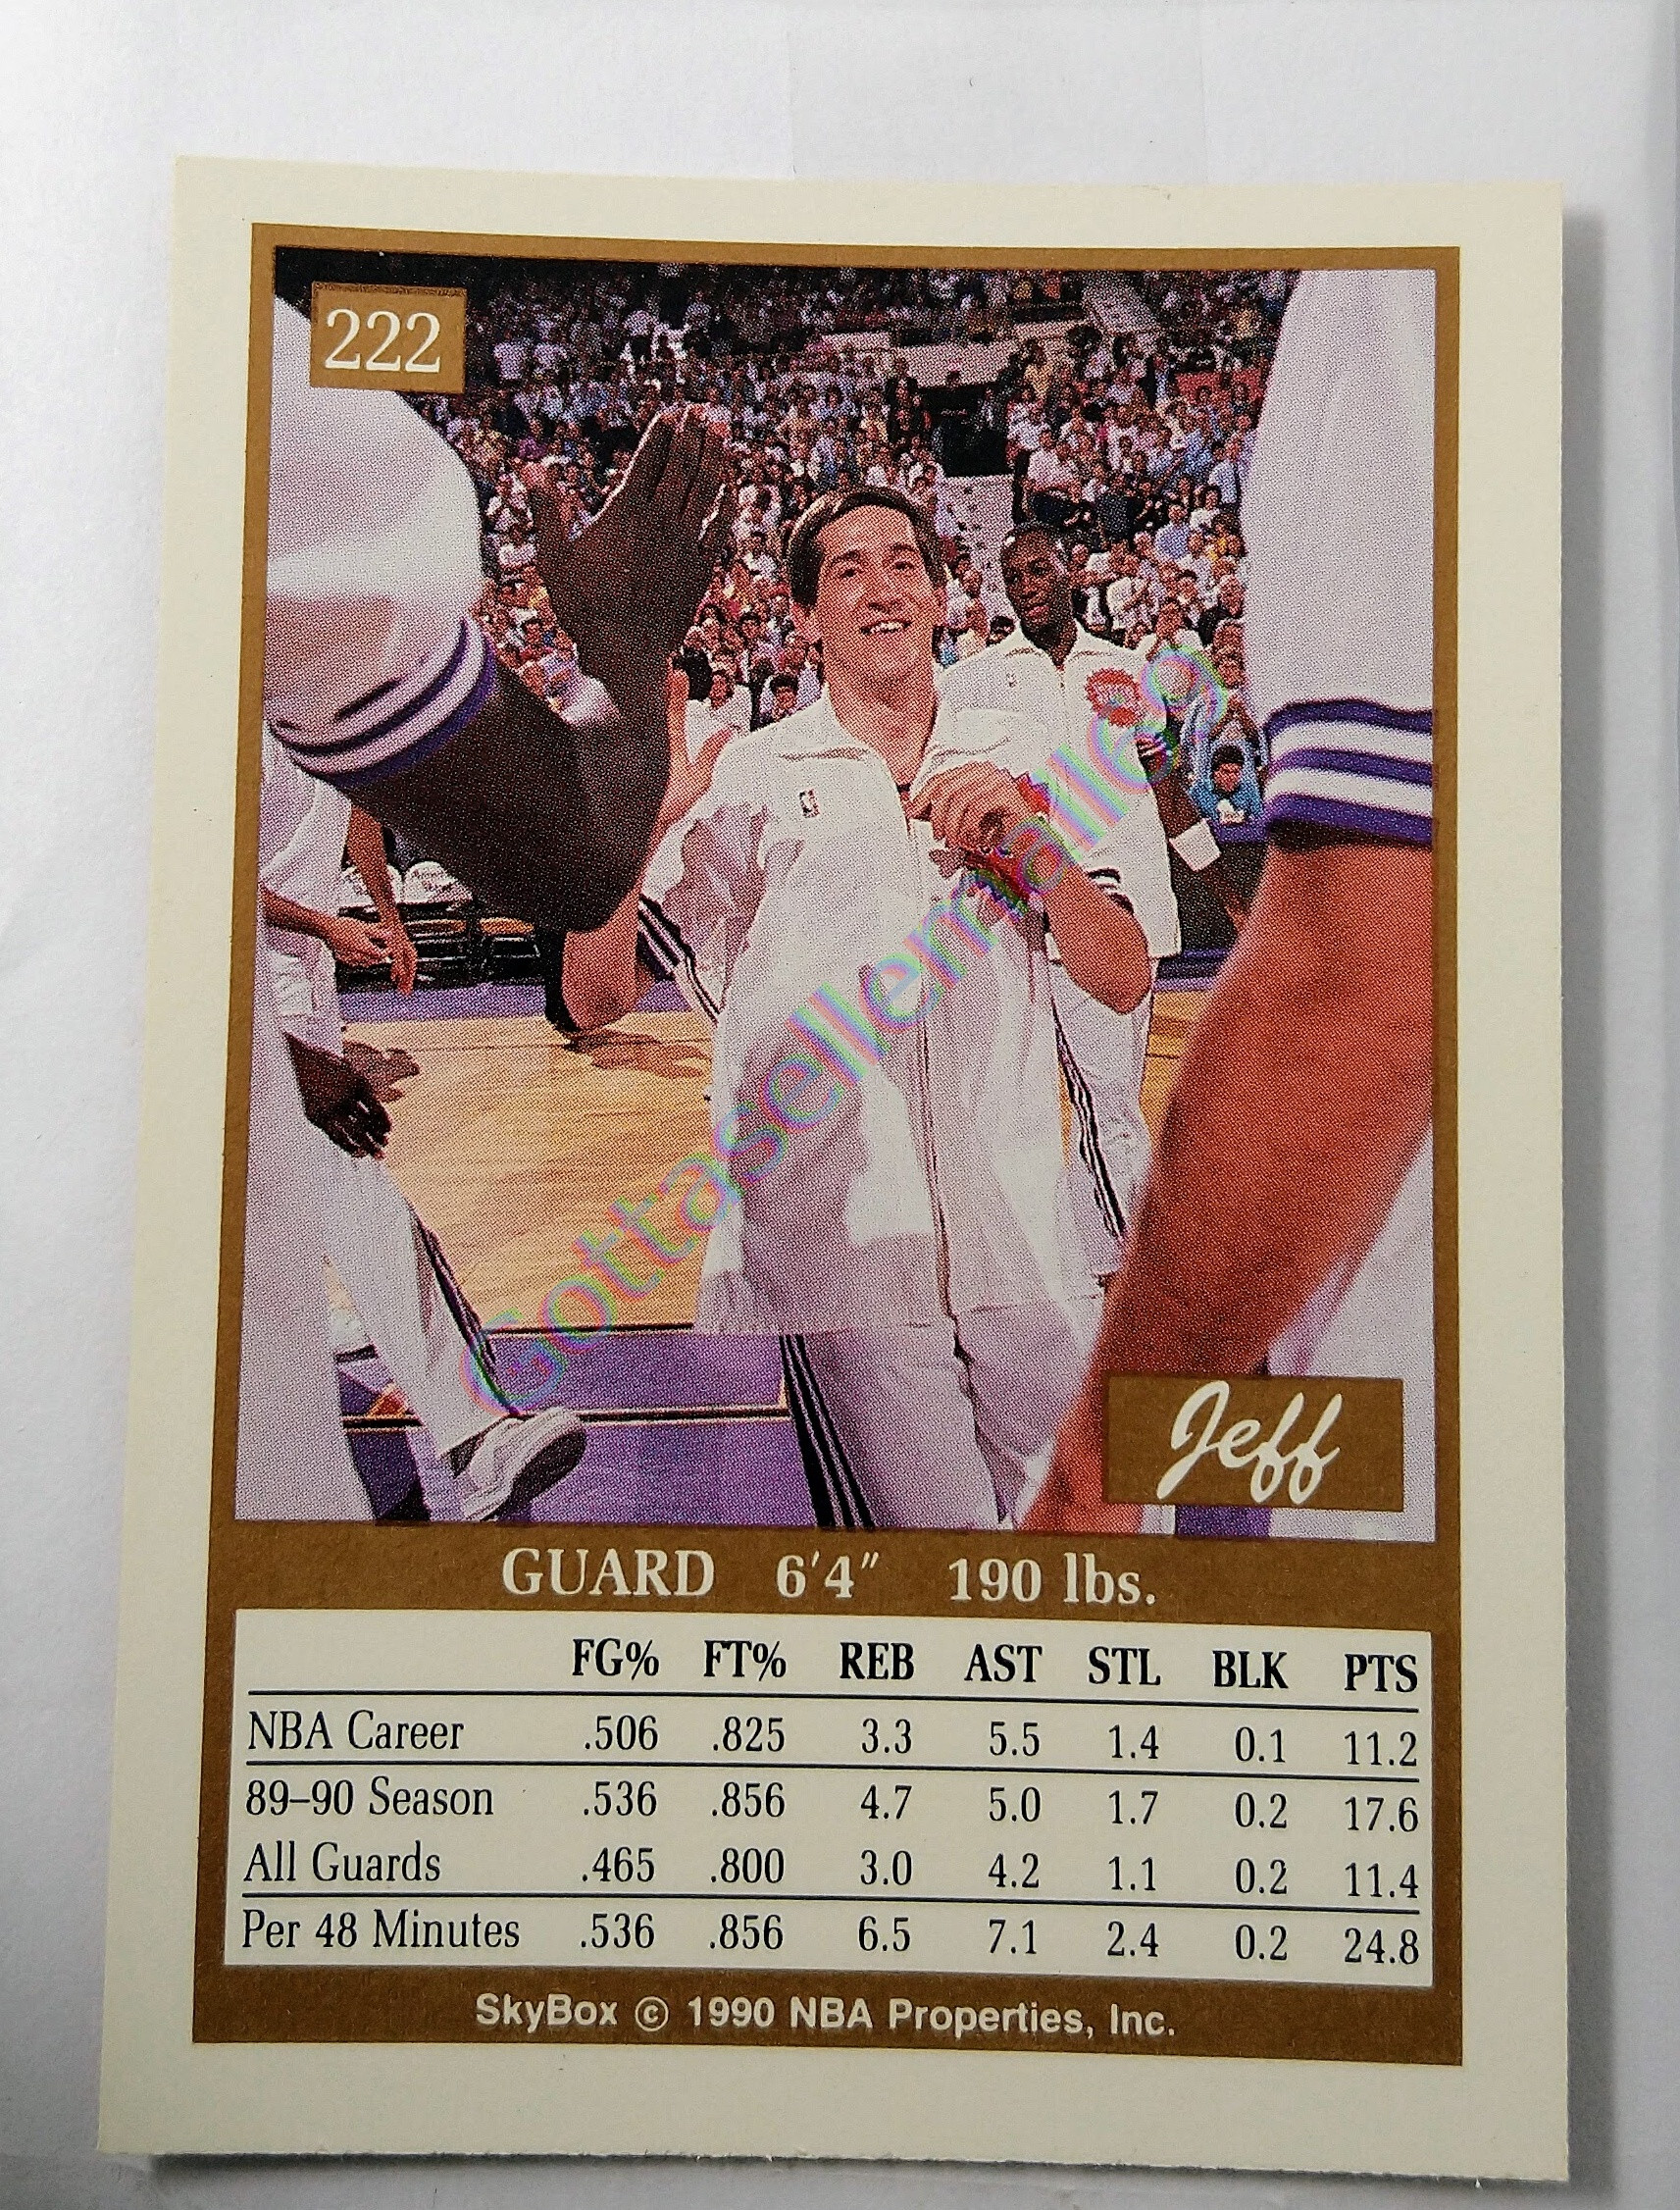 222
SUNS
Gottasellemalleg
Jeff
GUARD 6'4" 190 lbs.
FG% FT% REB AST STL BLK PTS
NBA Career .506 .825 3.3 5.5 1.4 0.1 11.2
89–90 Season .536 .856 4.7 5.0 1.7 0.2 17.6
All Guards .465 .800 3.0 4.2 1.1 0.2 11.4
Per 48 Minutes .536 .856 6.5 7.1 2.4 0.2 24.8
SkyBox © 1990 NBA Properties, Inc.